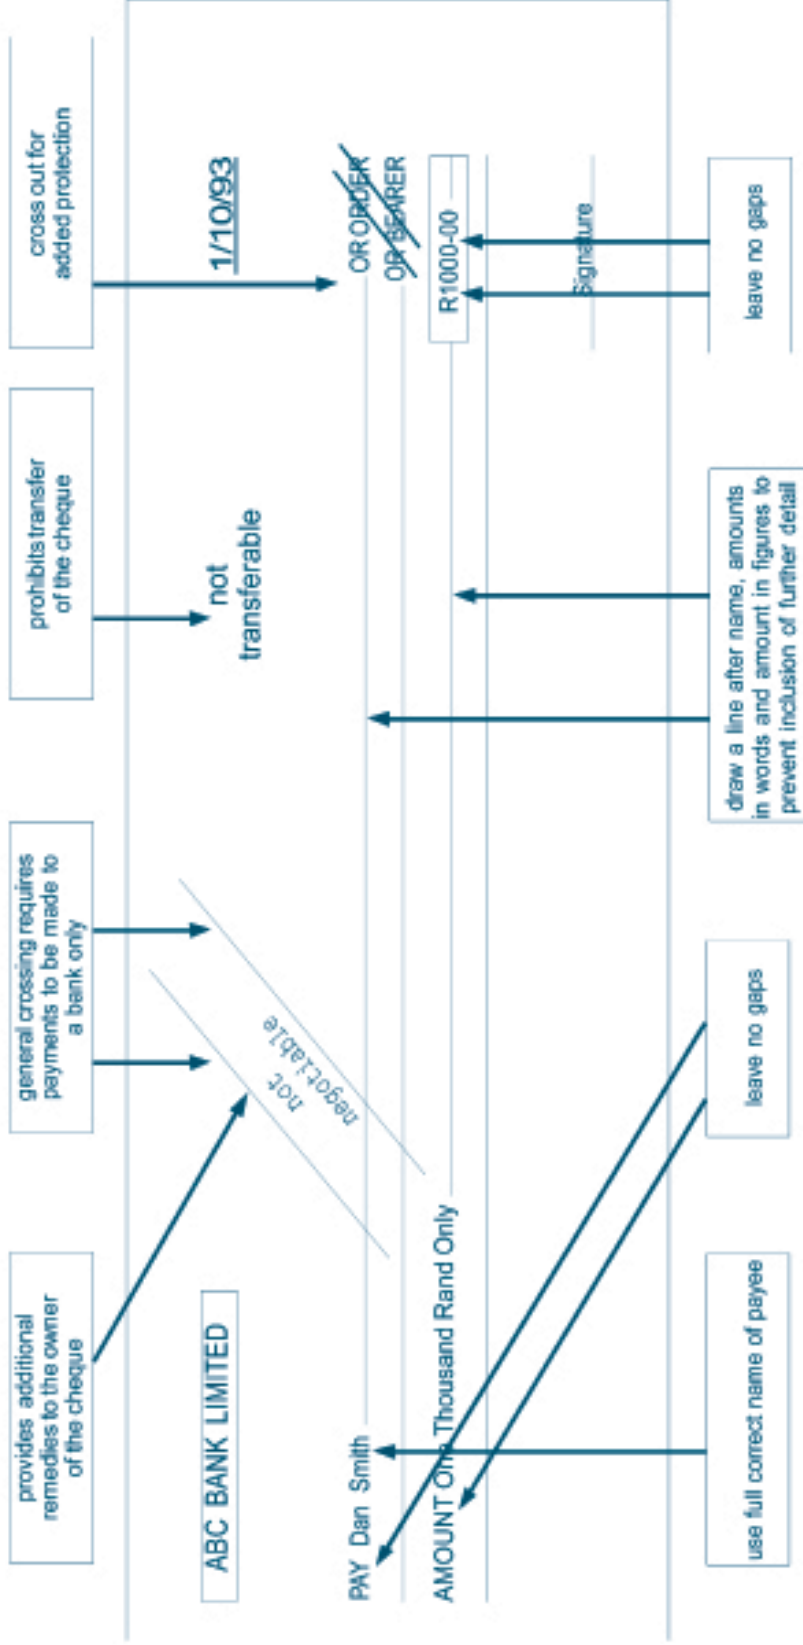 provides additional
remedies to the owner
of the cheque
general crossing requires
payments to be made to
a bank only
prohibits transfer
of the cheque
cross out for
added protection
ABC BANK LIMITED
not
negotiable
not
transferable
1/10/93
PAY Dan Smith
OR ORDER
OR BEARER
AMOUNT One Thousand Rand Only
R1000-00
Signature
use full correct name of payee
leave no gaps
draw a line after name, amounts
in words and amount in figures to
prevent inclusion of further detail
leave no gaps